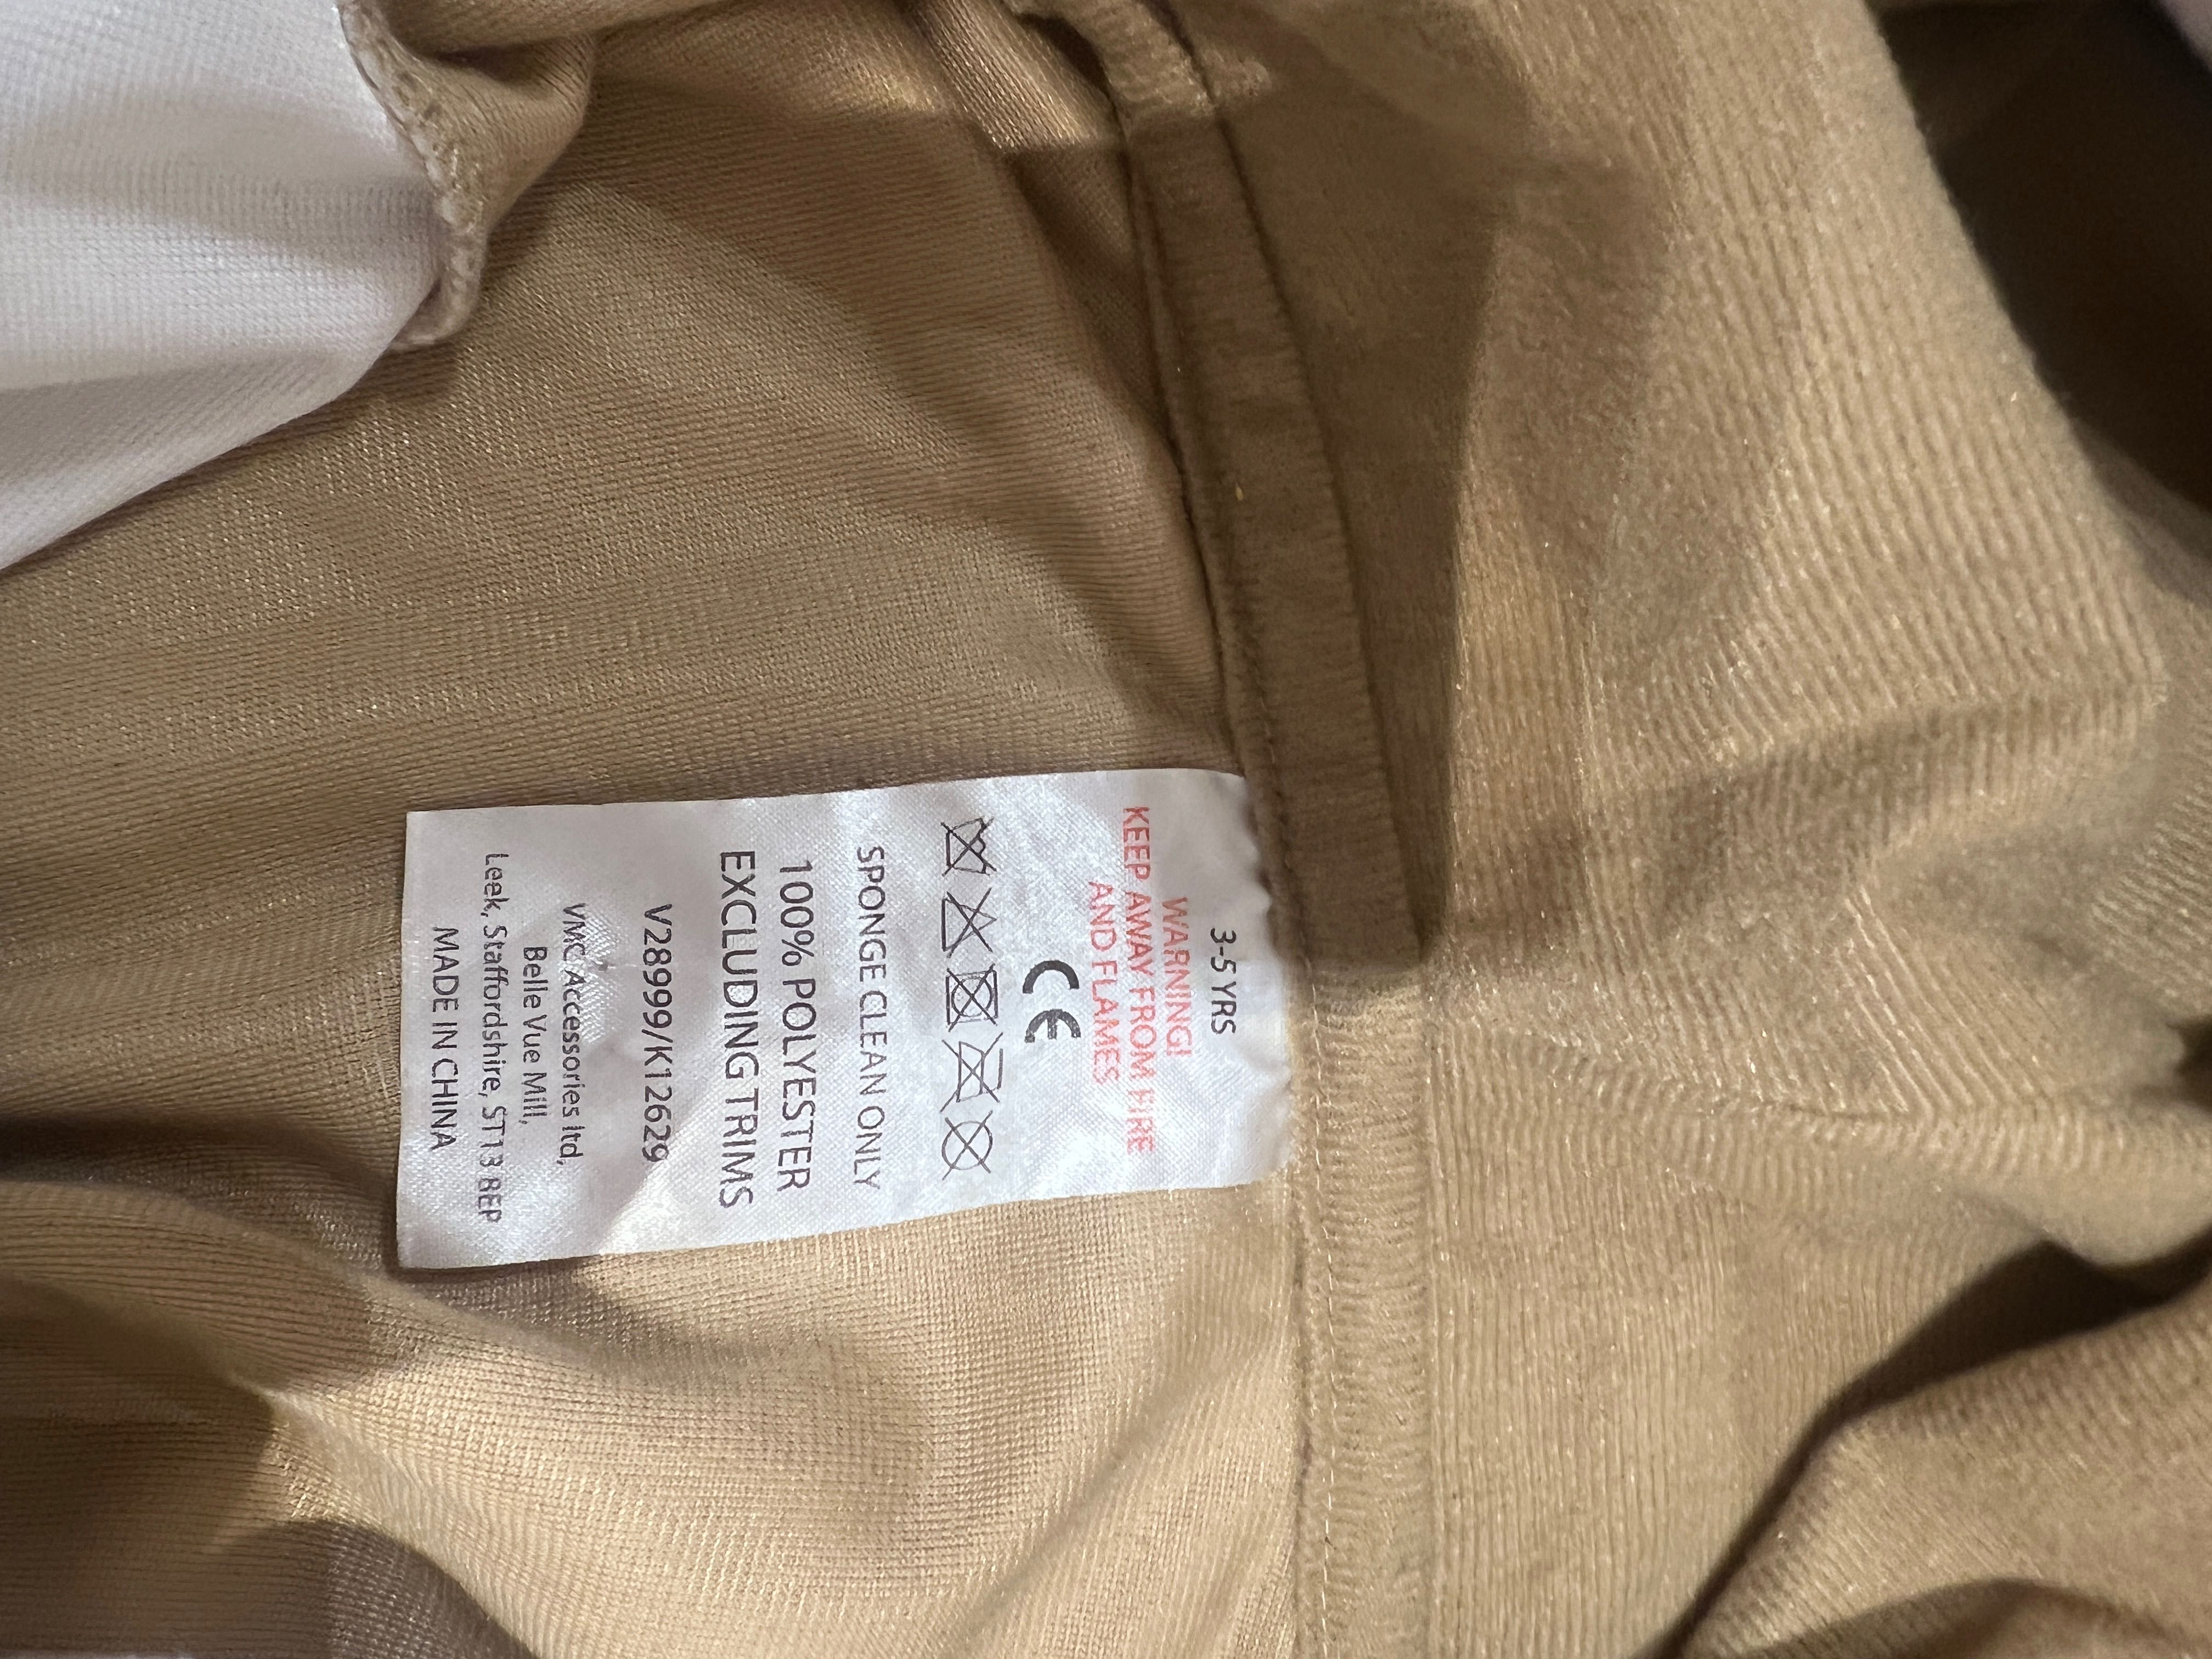 3-5 YRS
WARNING!
KEEP AWAY FROM FIRE
AND FLAMES
CE
SPONGE CLEAN ONLY
100% POLYESTER
EXCLUDING TRIMS
V28999/K12629
VMC Accessories ltd,
Belle Vue Mill,
Leek, Staffordshire, ST13 8EP
MADE IN CHINA